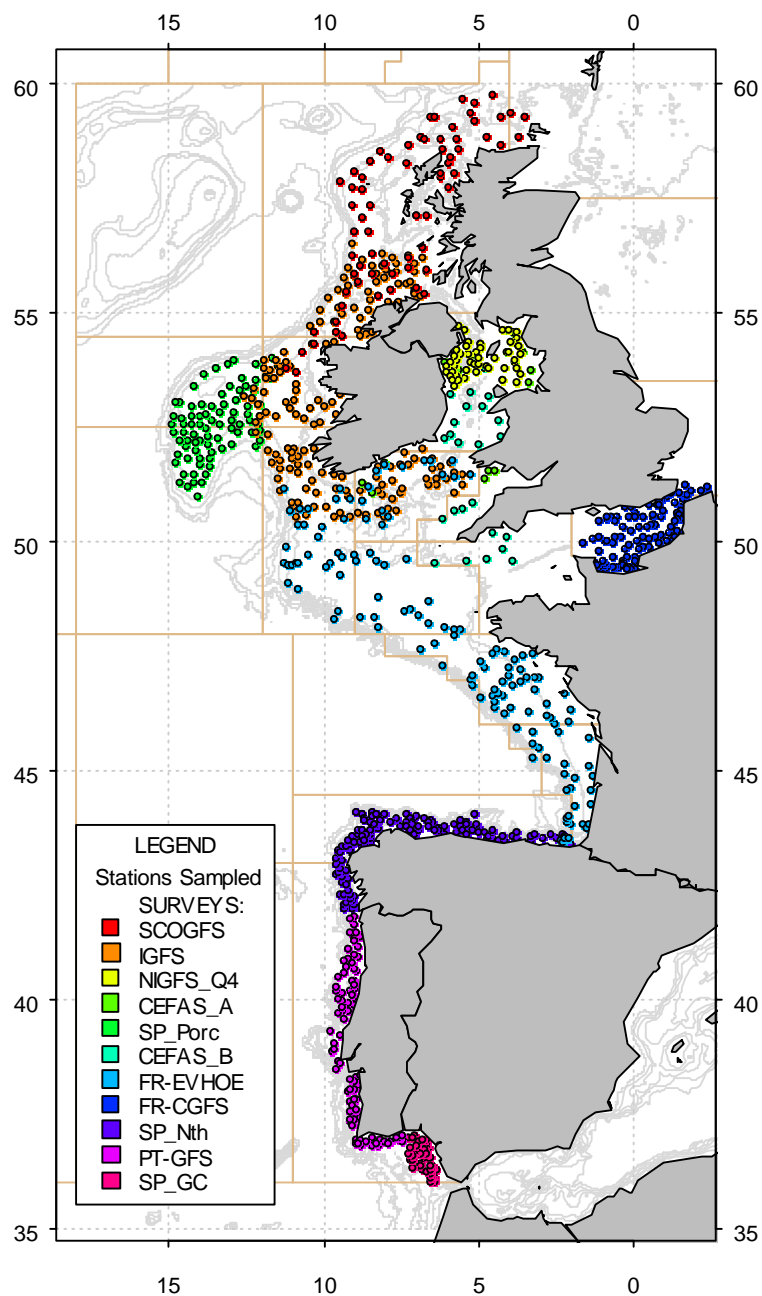 15 10 5 0
60 60
55 55
50 50
45 45
LEGEND
Stations Sampled
SURVEYS:
SCOGFS
IGFS
NIGFS_Q4
CEFAS_A
SP_Porc
CEFAS_B
FR-EVHOE
FR-CGFS
SP_Nth
PT-GFS
SP_GC
40 40
35 35
15 10 5 0